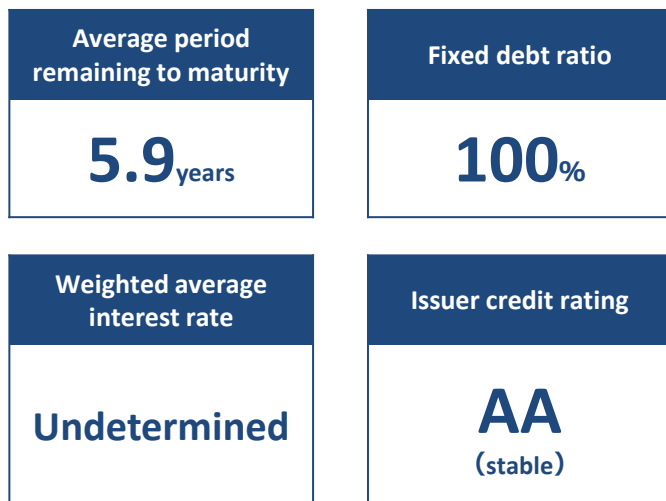 Average period
remaining to maturity
5.9years
Fixed debt ratio
100%
Weighted average
interest rate
Undetermined
Issuer credit rating
AA
（stable）